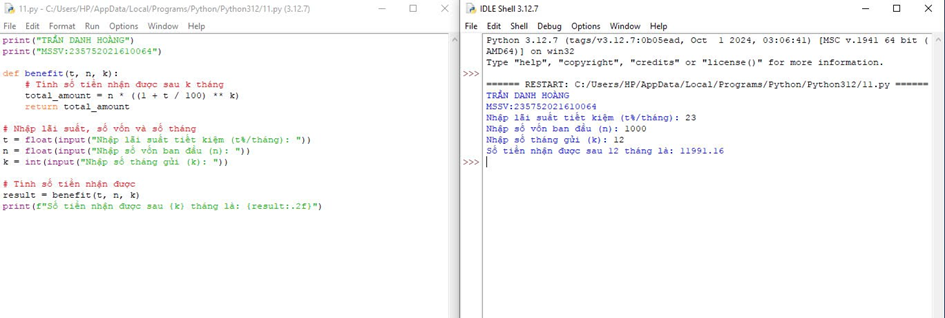 11.py - C:/Users/HP/AppData/Local/Programs/Python/Python312/11.py (3.12.7)
File Edit Format Run Options Window Help
print("TRẦN DANH HOÀNG")
print("MSSV:235752021610064")
def benefit(t, n, k):
# Tính số tiền nhận được sau k tháng
total_amount = n * ((1 + t / 100) ** k)
return total_amount
# Nhập lãi suất, số vốn và số tháng
t = float(input("Nhập lãi suất tiết kiệm (t%/tháng): "))
n = float(input("Nhập số vốn ban đầu (n): "))
k = int(input("Nhập số tháng gửi (k): "))
# Tính số tiền nhận được
result = benefit(t, n, k)
print(f"Số tiền nhận được sau {k} tháng là: {result:.2f}")
IDLE Shell 3.12.7
File Edit Shell Debug Options Window Help
Python 3.12.7 (tags/v3.12.7:0b05ead, Oct 1 2024, 03:06:41) [MSC v.1941 64 bit (
AMD64)] on win32
Type "help", "copyright", "credits" or "license()" for more information.
>>>
====== RESTART: C:/Users/HP/AppData/Local/Programs/Python/Python312/11.py ======
TRẦN DANH HOÀNG
MSSV:235752021610064
Nhập lãi suất tiết kiệm (t%/tháng): 23
Nhập số vốn ban đầu (n): 1000
Nhập số tháng gửi (k): 12
Số tiền nhận được sau 12 tháng là: 11991.16
>>>